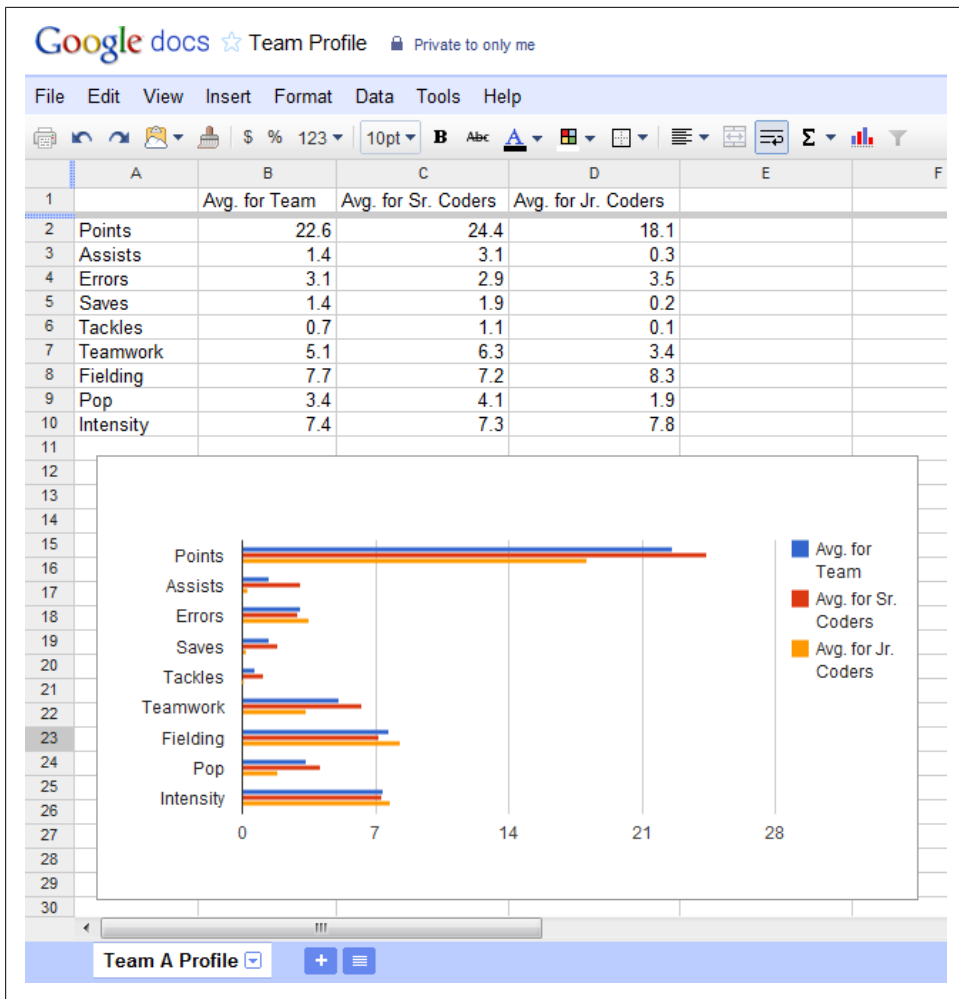 Google docs Team Profile Private to only me
File Edit View Insert Format Data Tools Help
$ % 123 10pt B Abc A Σ
A B C D E F
1 Avg. for Team Avg. for Sr. Coders Avg. for Jr. Coders
2 Points 22.6 24.4 18.1
3 Assists 1.4 3.1 0.3
4 Errors 3.1 2.9 3.5
5 Saves 1.4 1.9 0.2
6 Tackles 0.7 1.1 0.1
7 Teamwork 5.1 6.3 3.4
8 Fielding 7.7 7.2 8.3
9 Pop 3.4 4.1 1.9
10 Intensity 7.4 7.3 7.8
11
12
13
14
15
16
17
18
19
20
21
22
23
24
25
26
27
28
29
30
Points
Assists
Errors
Saves
Tackles
Teamwork
Fielding
Pop
Intensity
0 7 14 21 28
Avg. for
Team
Avg. for Sr.
Coders
Avg. for Jr.
Coders
Team A Profile +